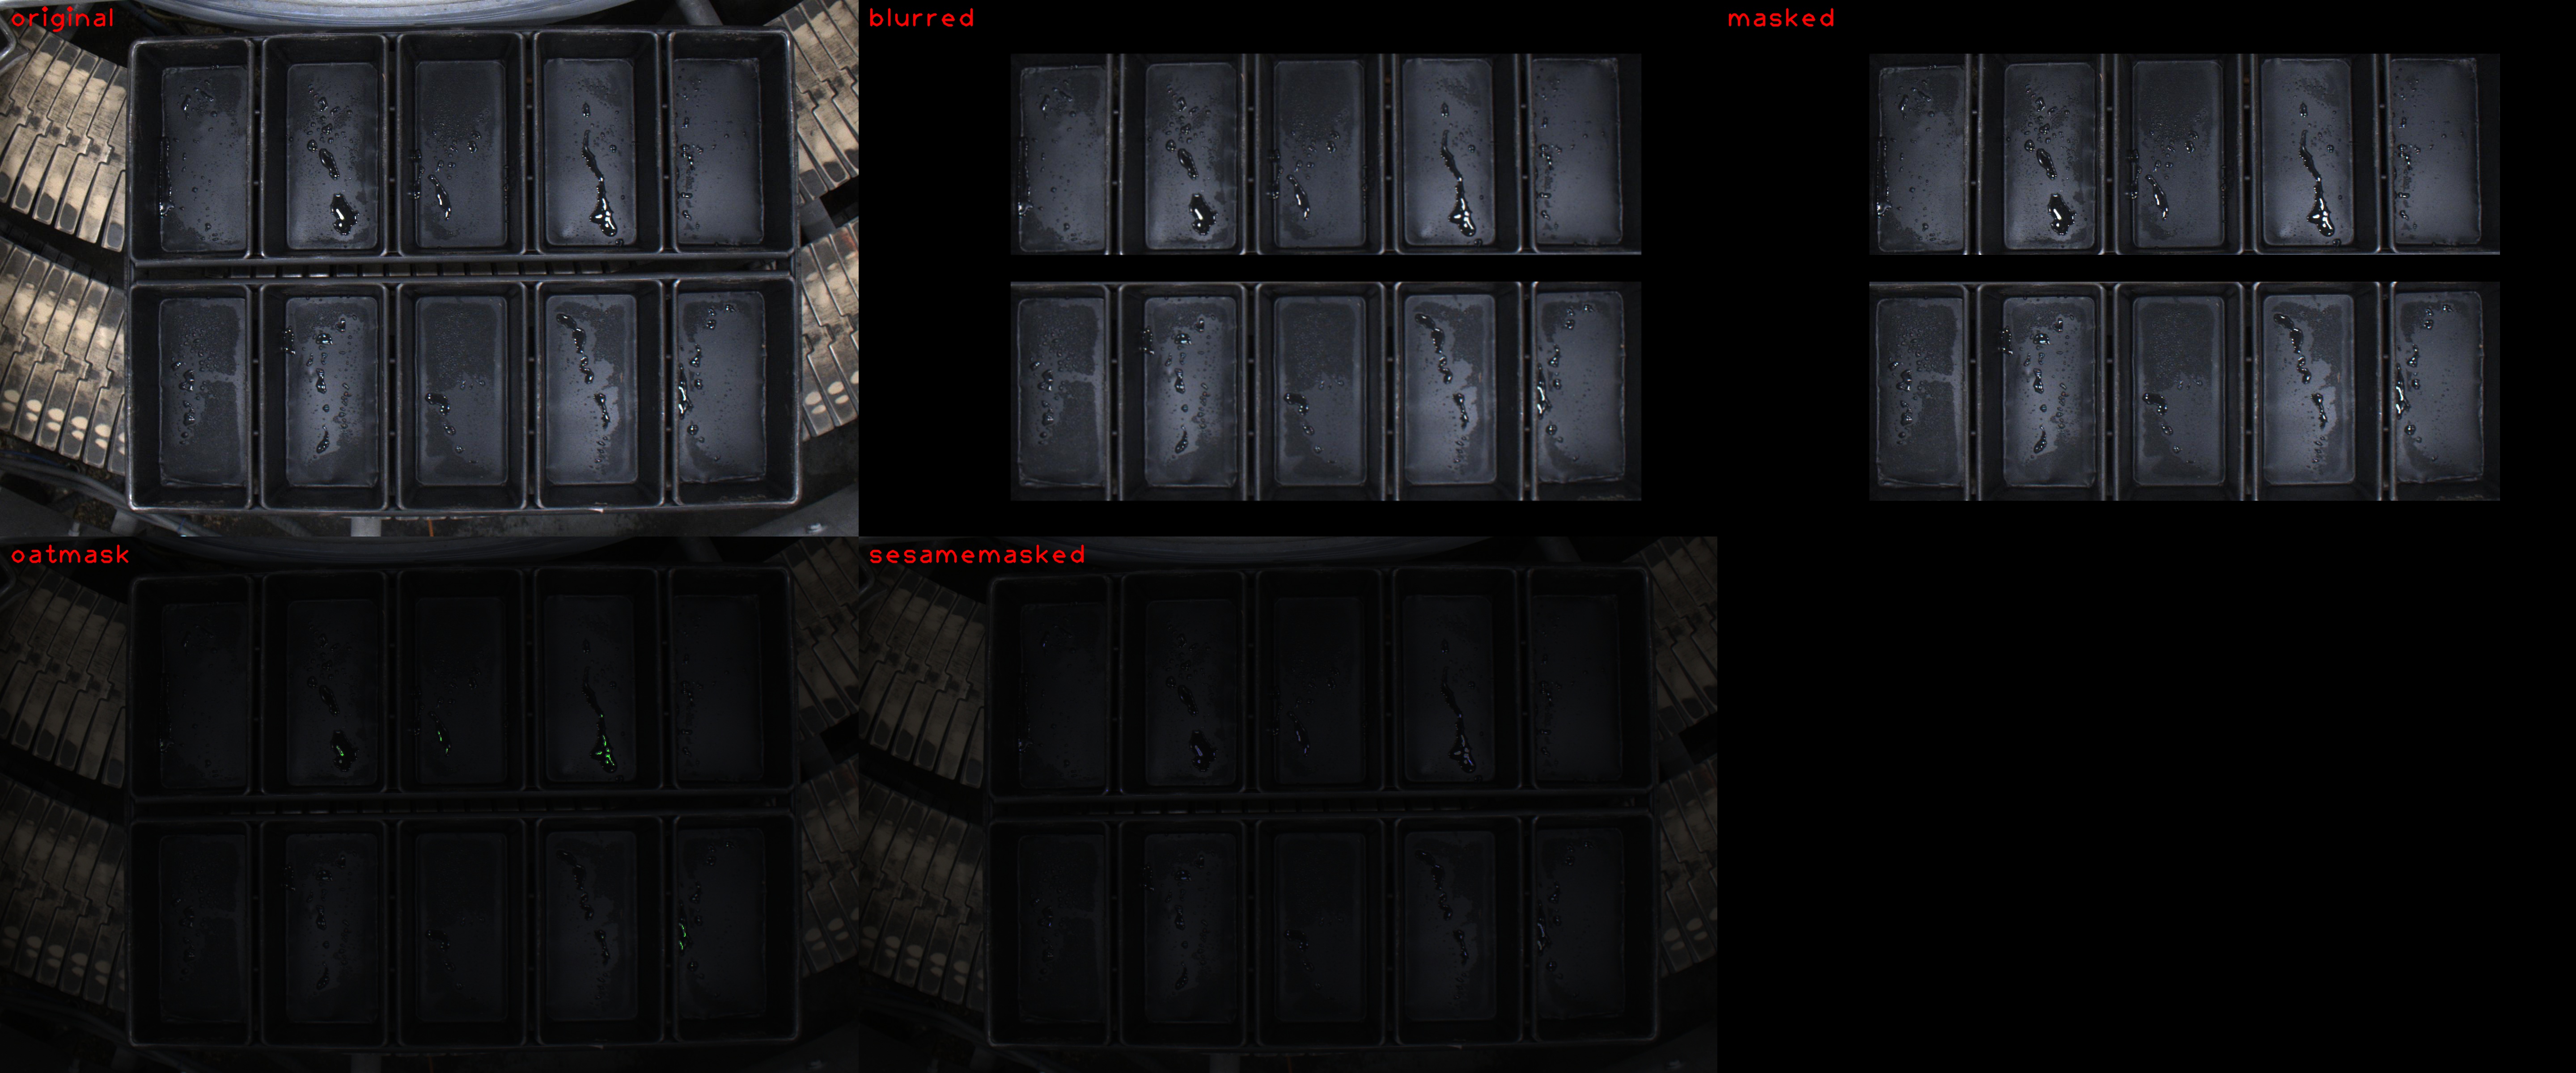 original
blurred
masked
oatmask
sesamemasked